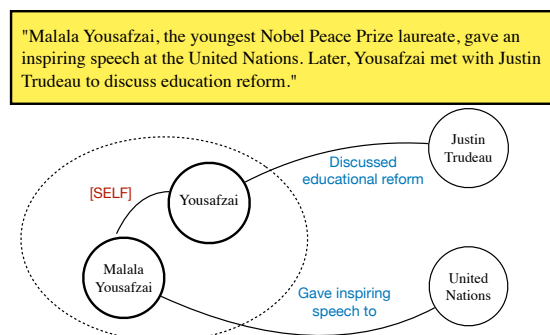 "Malala Yousafzai, the youngest Nobel Peace Prize laureate, gave an
inspiring speech at the United Nations. Later, Yousafzai met with Justin
Trudeau to discuss education reform."
Justin
Trudeau
Discussed
educational reform
[SELF]
Yousafzai
Malala
Yousafzai
United
Nations
Gave inspiring
speech to